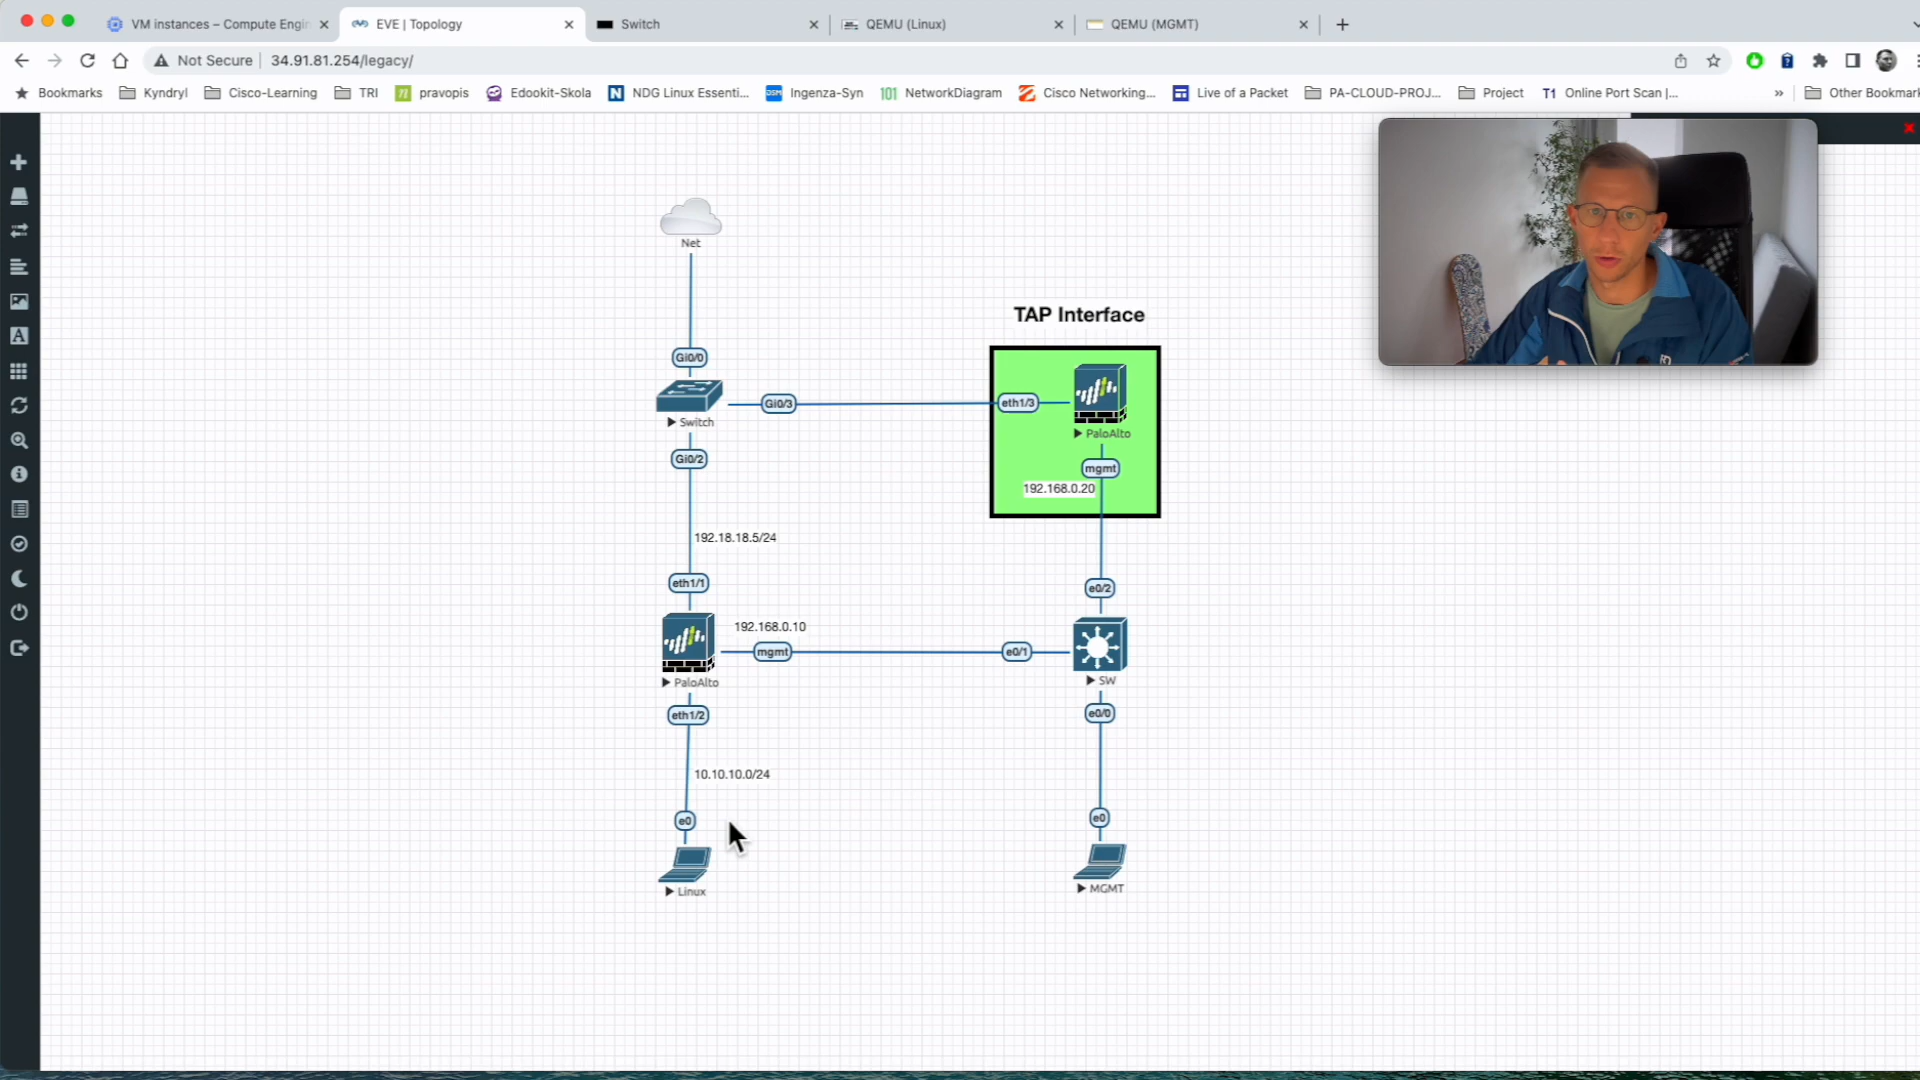 VM instances – Compute Engin
EVE | Topology
Switch
QEMU (Linux)
QEMU (MGMT)
Not Secure
34.91.81.254/legacy/
Bookmarks
Kyndryl
Cisco-Learning
TRI
pravopis
Edookit-Skola
NDG Linux Essenti...
Ingenza-Syn
101 NetworkDiagram
Cisco Networking...
Live of a Packet
PA-CLOUD-PROJ...
Project
T1 Online Port Scan |...
»
Other Bookmark
Net
Gi0/0
TAP Interface
Gi0/3
eth1/3
Switch
PaloAlto
Gi0/2
mgmt
192.168.0.20
192.18.18.5/24
eth1/1
e0/2
192.168.0.10
mgmt
e0/1
PaloAlto
SW
eth1/2
e0/0
10.10.10.0/24
e0
e0
Linux
MGMT